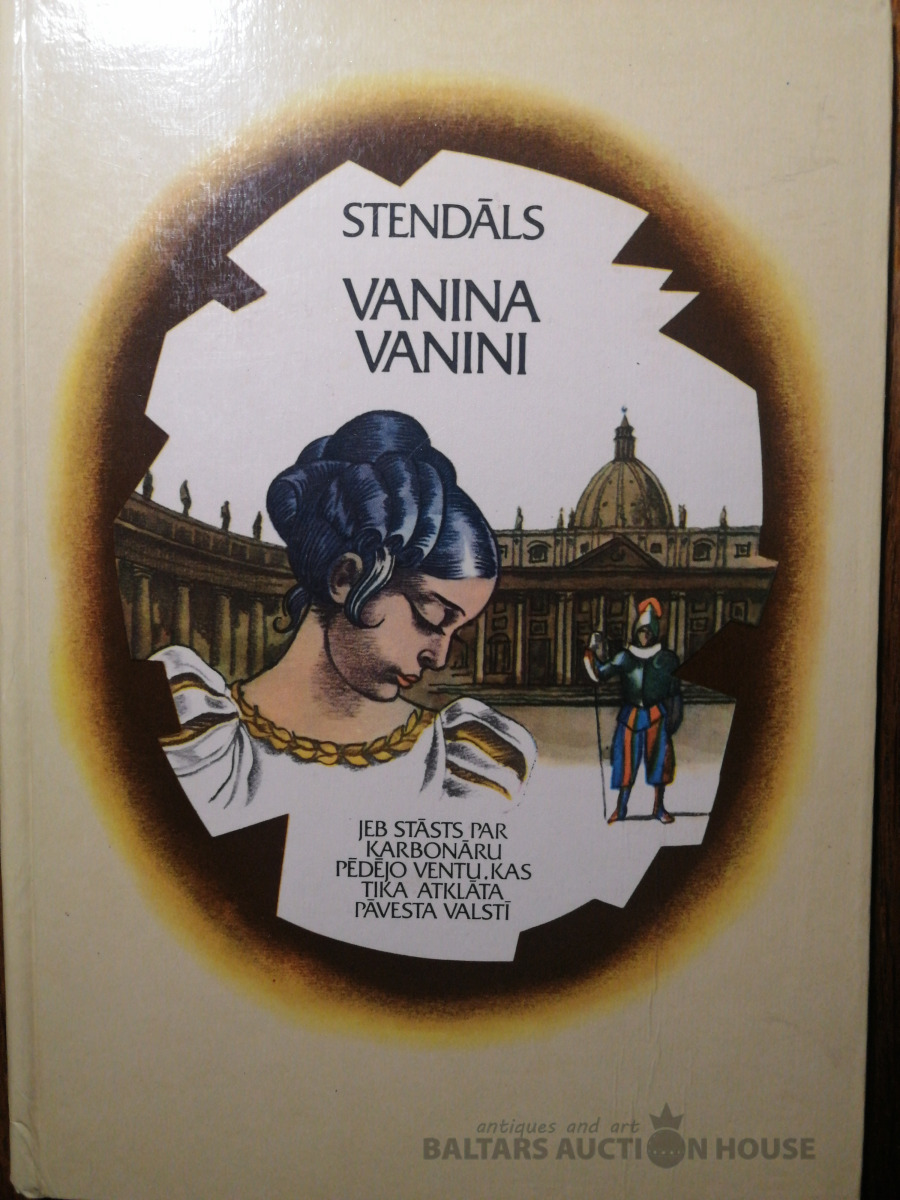 STENDĀLS
VANINA
VANINI
JEB STĀSTS PAR
KARBONĀRU
PĒDĒJO VENTU, KAS
TIKA ATKLĀTA
PĀVESTA VALSTĪ
antiques and art
BALTARS AUCTION HOUSE